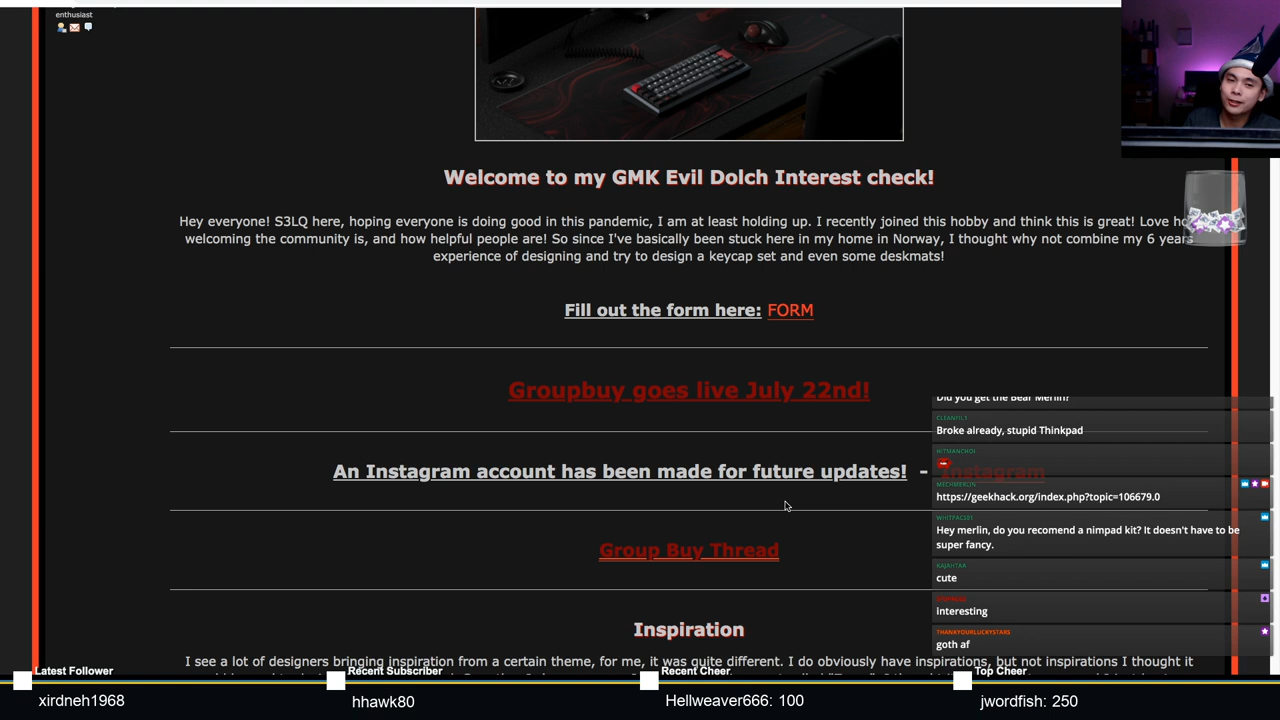 enthusiast
Welcome to my GMK Evil Dolch Interest check!
Hey everyone! S3LQ here, hoping everyone is doing good in this pandemic, I am at least holding up. I recently joined this hobby and think this is great! Love
welcoming the community is, and how helpful people are! So since I've basically been stuck here in my home in Norway, I thought why not combine my 6 years
experience of designing and try to design a keycap set and even some deskmats!
Fill out the form here: FORM
Groupbuy goes live July 22nd!
An Instagram account has been made for future updates! - Instagram
Group Buy Thread
Inspiration
I see a lot of designers bringing inspiration from a certain theme, for me, it was quite different. I do obviously have inspirations, but not inspirations I thought it
Did you get the Bear Merlin?
CLEANFILS
Broke already, stupid Thinkpad
HITMANCHOI
MECHMERLIN
https://geekhack.org/index.php?topic=106679.0
WHITPAC101
Hey merlin, do you recomend a nimpad kit? It doesn't have to be
super fancy.
KAJAHTAA
cute
interesting
THANKYOURLUCKYSTARS
goth af
Latest Follower
xirdneh1968
Recent Subscriber
hhawk80
Recent Cheer
Hellweaver666: 100
Top Cheer
jwordfish: 250